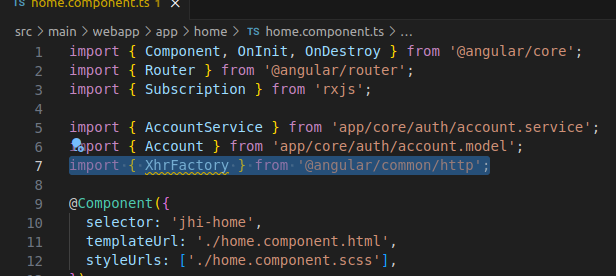 TS home.component.ts 1 ×
src > main > webapp > app > home > TS home.component.ts > ...
1 import { Component, OnInit, OnDestroy } from '@angular/core';
2 import { Router } from '@angular/router';
3 import { Subscription } from 'rxjs';
4
5 import { AccountService } from 'app/core/auth/account.service';
6 import { Account } from 'app/core/auth/account.model';
7 import { XhrFactory } from '@angular/common/http';
8
9 @Component({
10 selector: 'jhi-home',
11 templateUrl: './home.component.html',
12 styleUrls: ['./home.component.scss'],
})